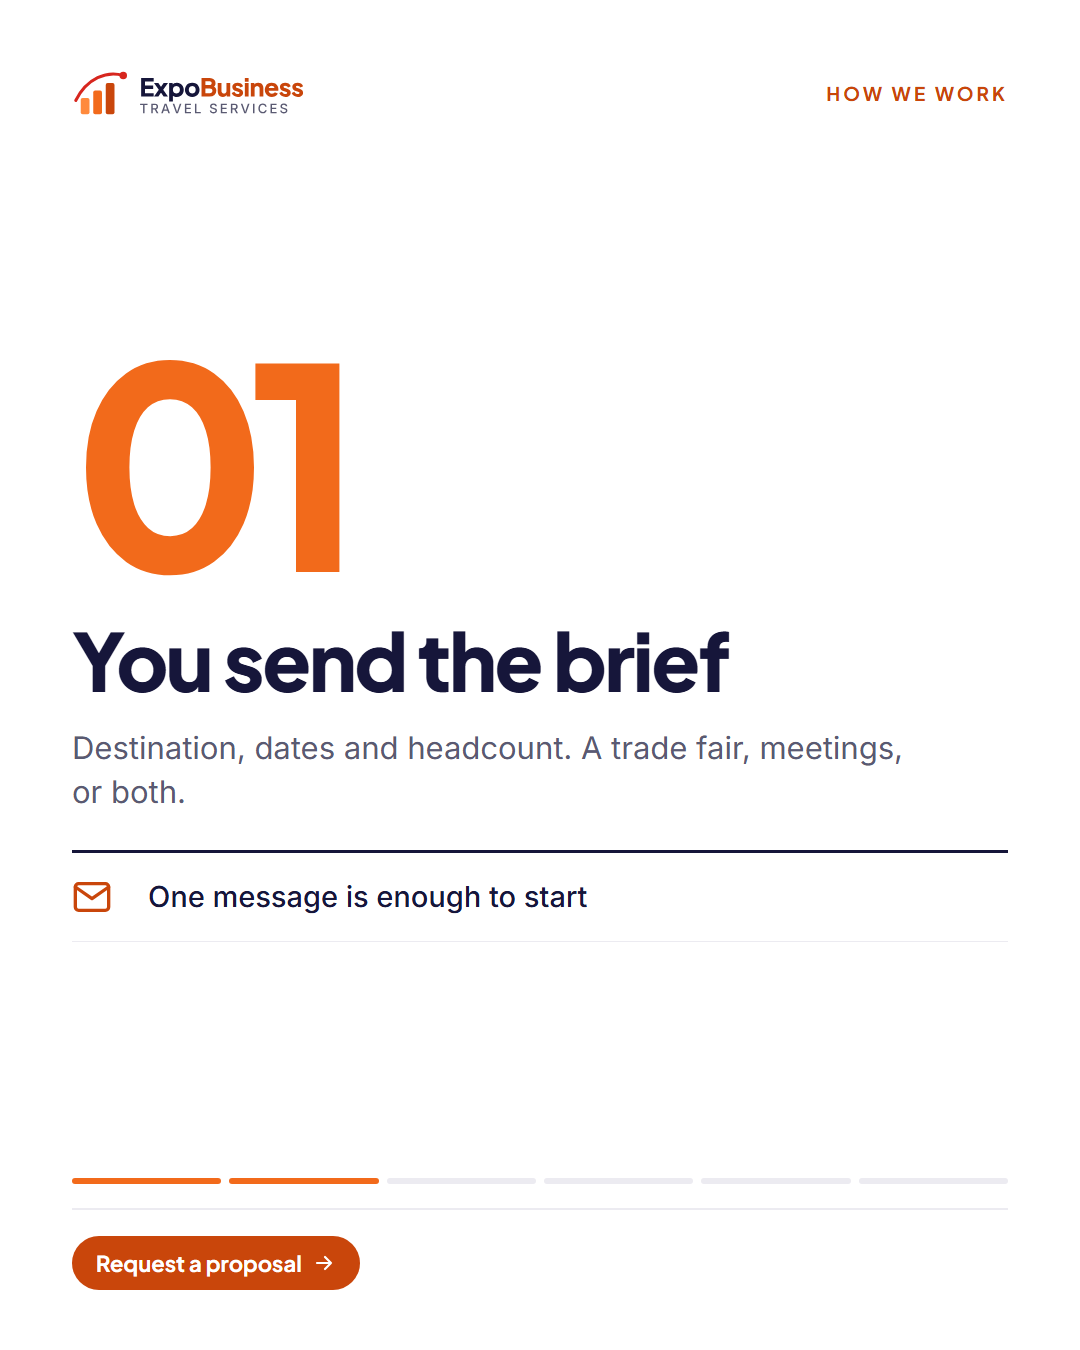 ExpoBusiness
TRAVEL SERVICES
HOW WE WORK
01
You send the brief
Destination, dates and headcount. A trade fair, meetings,
or both.
One message is enough to start
Request a proposal →